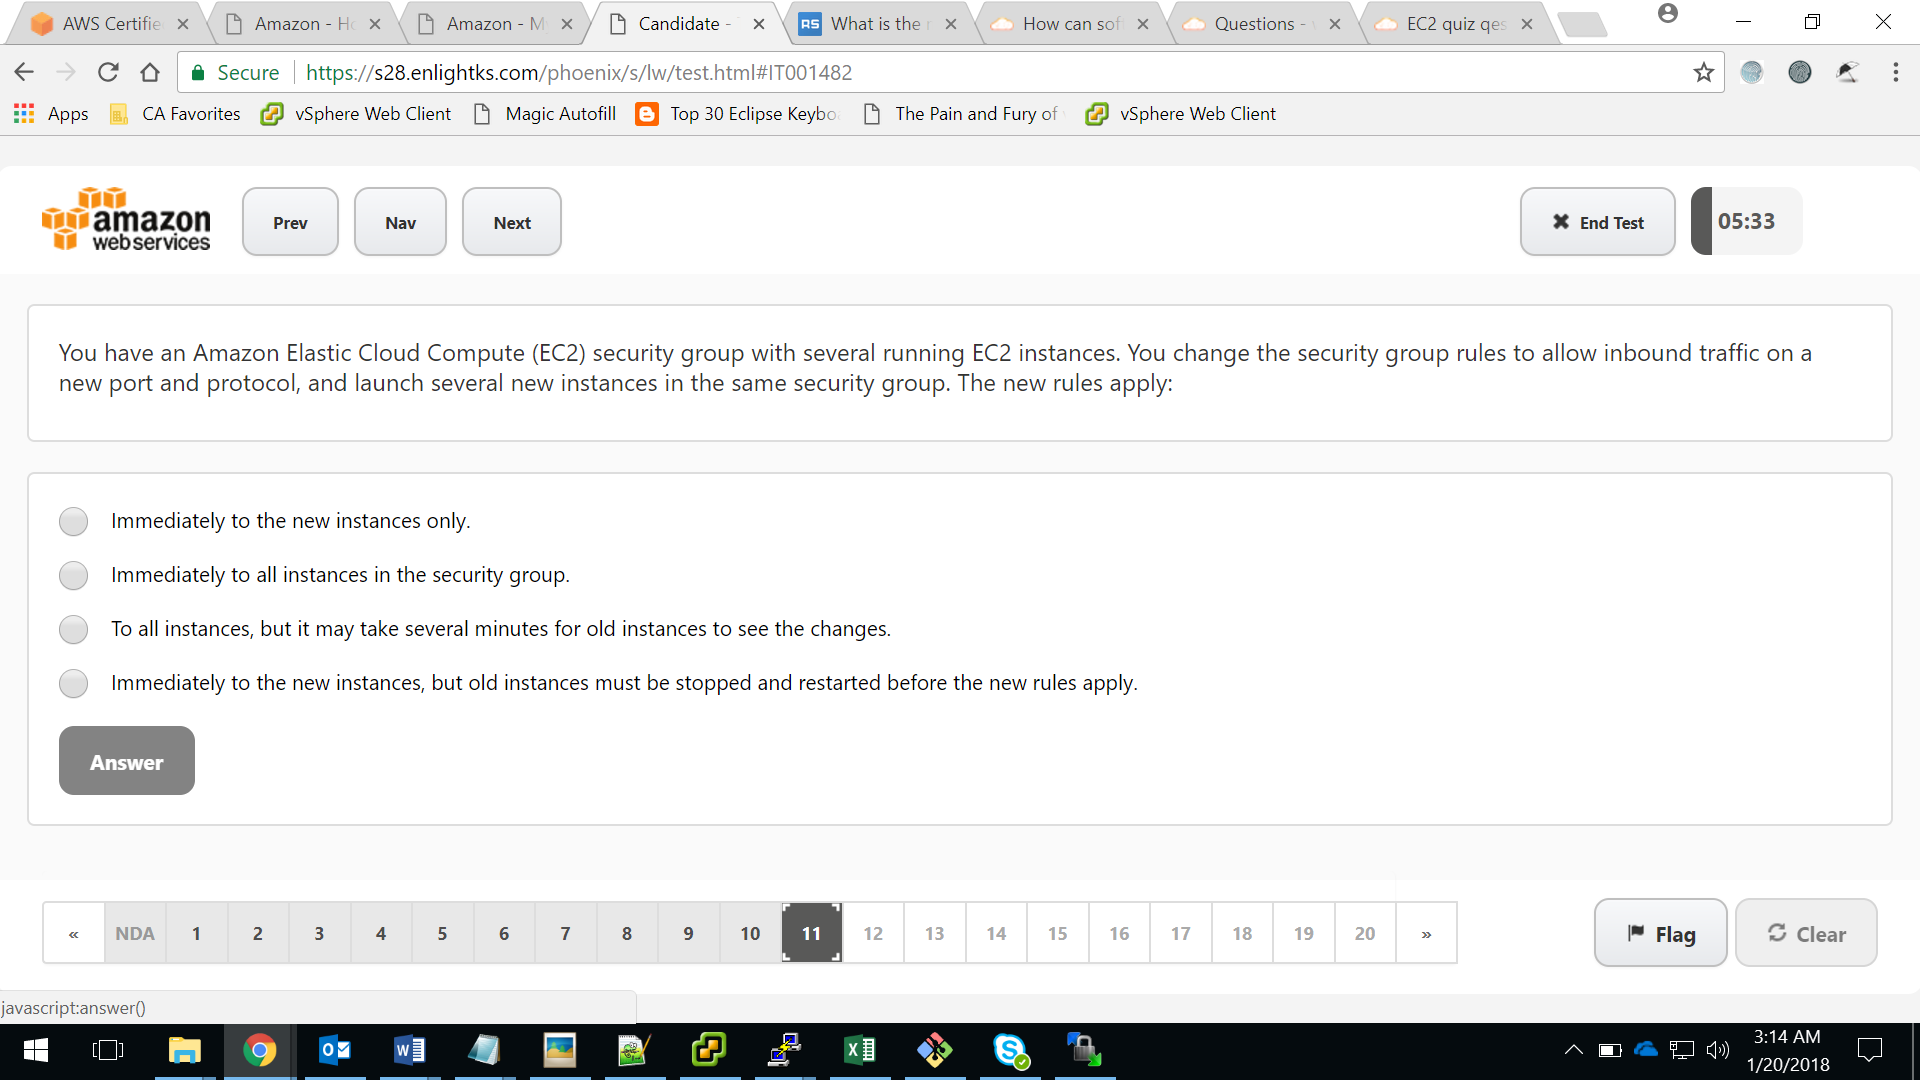 AWS Certifie
Amazon - Ho
Amazon - M
Candidate -
RS What is the
How can sof
Questions -
EC2 quiz qes
Secure https://s28.enlightks.com/phoenix/s/lw/test.html#IT001482
Apps CA Favorites vSphere Web Client Magic Autofill Top 30 Eclipse Keybo The Pain and Fury of vSphere Web Client
amazon
webservices
Prev Nav Next
End Test 05:33
You have an Amazon Elastic Cloud Compute (EC2) security group with several running EC2 instances. You change the security group rules to allow inbound traffic on a
new port and protocol, and launch several new instances in the same security group. The new rules apply:
Immediately to the new instances only.
Immediately to all instances in the security group.
To all instances, but it may take several minutes for old instances to see the changes.
Immediately to the new instances, but old instances must be stopped and restarted before the new rules apply.
Answer
« NDA 1 2 3 4 5 6 7 8 9 10 11 12 13 14 15 16 17 18 19 20 »
Flag Clear
javascript:answer()
3:14 AM
1/20/2018